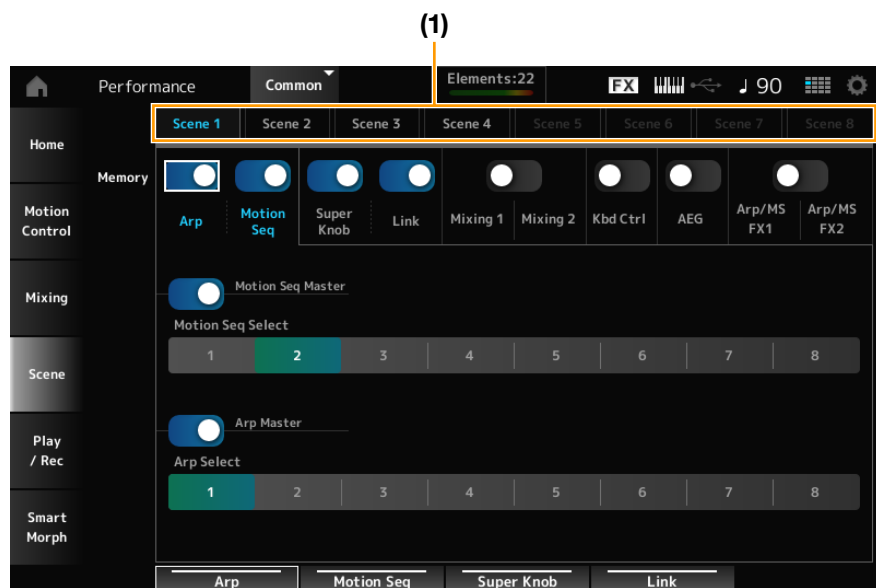 (1)
Performance Common Elements:22 FX 90
Scene 1 Scene 2 Scene 3 Scene 4 Scene 5 Scene 6 Scene 7 Scene 8
Home
Memory
Arp Motion Seq Super Knob Link Mixing 1 Mixing 2 Kbd Ctrl AEG Arp/MS FX1 Arp/MS FX2
Motion Control
Motion Seq Master
Mixing
Motion Seq Select
1 2 3 4 5 6 7 8
Scene
Arp Master
Play / Rec
Arp Select
1 2 3 4 5 6 7 8
Smart Morph
Arp Motion Seq Super Knob Link